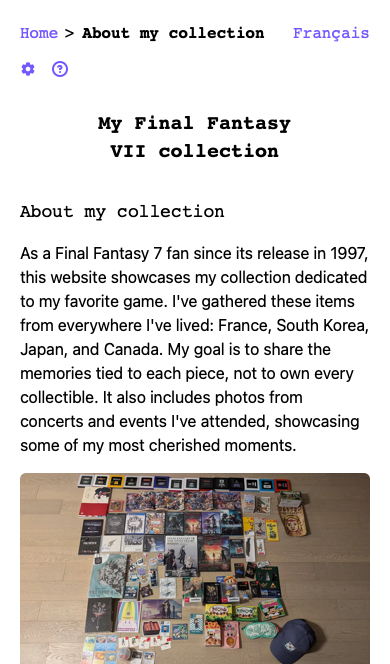 Home > About my collection Français
My Final Fantasy
VII collection
About my collection
As a Final Fantasy 7 fan since its release in 1997,
this website showcases my collection dedicated
to my favorite game. I've gathered these items
from everywhere I've lived: France, South Korea,
Japan, and Canada. My goal is to share the
memories tied to each piece, not to own every
collectible. It also includes photos from
concerts and events I've attended, showcasing
some of my most cherished moments.